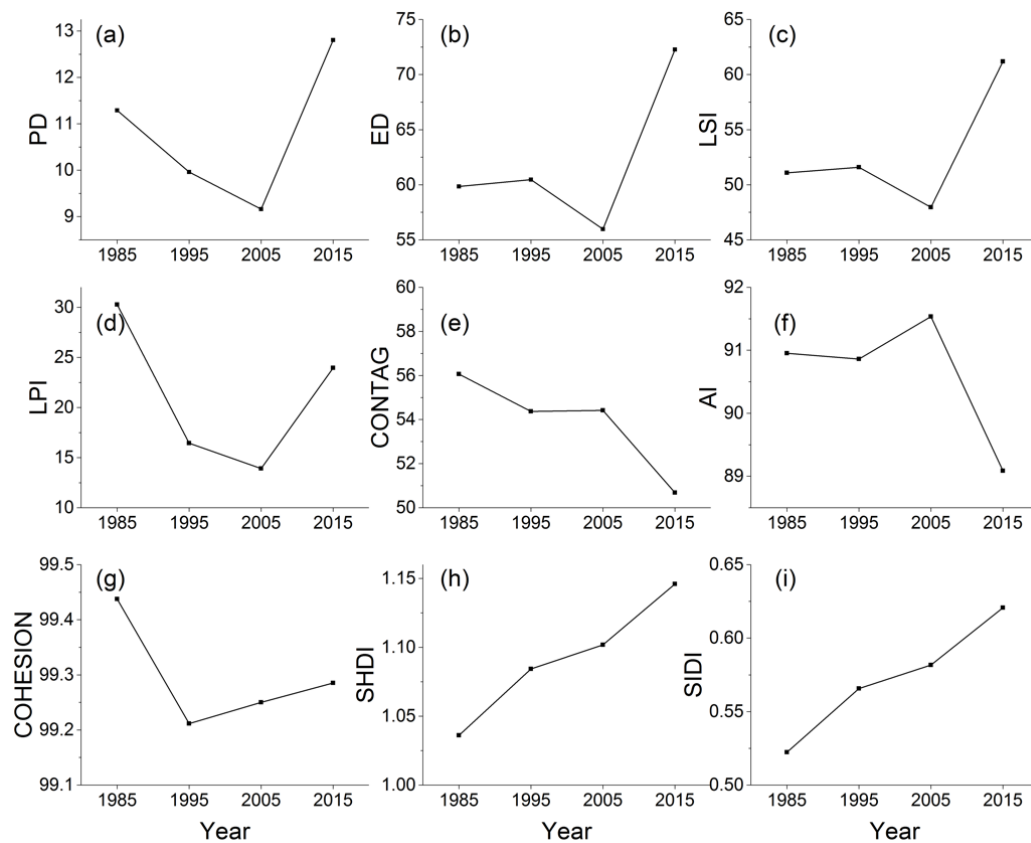 (a)
PD
13
12
11
10
9
1985 1995 2005 2015
(b)
ED
75
70
65
60
55
1985 1995 2005 2015
(c)
LSI
65
60
55
50
45
1985 1995 2005 2015
(d)
LPI
30
25
20
15
10
1985 1995 2005 2015
(e)
CONTAG
60
58
56
54
52
50
1985 1995 2005 2015
(f)
AI
92
91
90
89
1985 1995 2005 2015
(g)
COHESION
99.5
99.4
99.3
99.2
99.1
1985 1995 2005 2015
Year
(h)
SHDI
1.15
1.10
1.05
1.00
1985 1995 2005 2015
Year
(i)
SIDI
0.65
0.60
0.55
0.50
1985 1995 2005 2015
Year